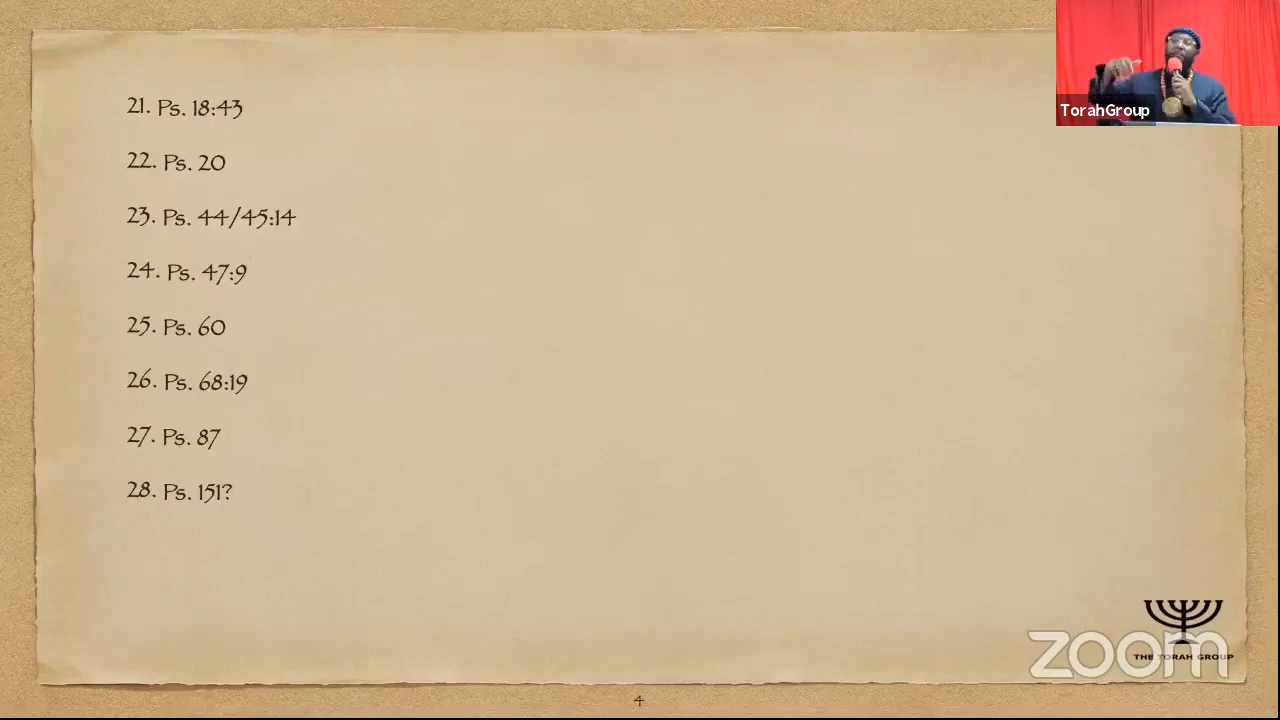 21. Ps. 18:43
22. Ps. 20
23. Ps. 44/45:14
24. Ps. 47:9
25. Ps. 60
26. Ps. 68:19
27. Ps. 87
28. Ps. 151?
TorahGroup
zoom
THE TORAH GROUP
4